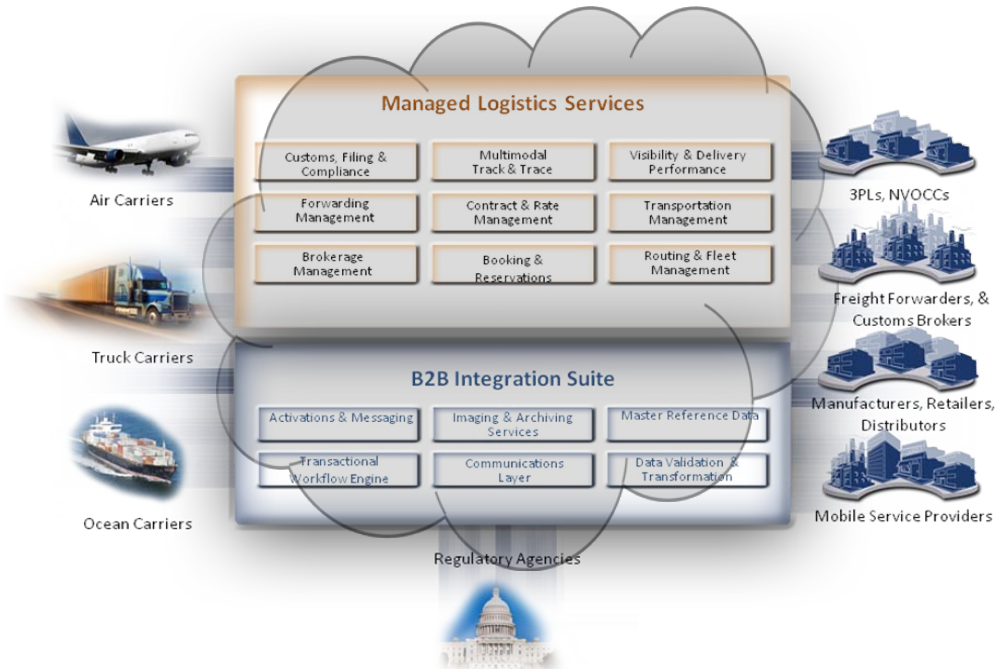 Managed Logistics Services
Customs, Filing &
Compliance
Multimodal
Track & Trace
Visibility & Delivery
Performance
Forwarding
Management
Contract & Rate
Management
Transportation
Management
Brokerage
Management
Booking &
Reservations
Routing & Fleet
Management
B2B Integration Suite
Activations & Messaging
Imaging & Archiving
Services
Master Reference Data
Transactional
Workflow Engine
Communications
Layer
Data Validation &
Transformation
Air Carriers
Truck Carriers
Ocean Carriers
3PLs, NVOCCs
Freight Forwarders, &
Customs Brokers
Manufacturers, Retailers,
Distributors
Mobile Service Providers
Regulatory Agencies